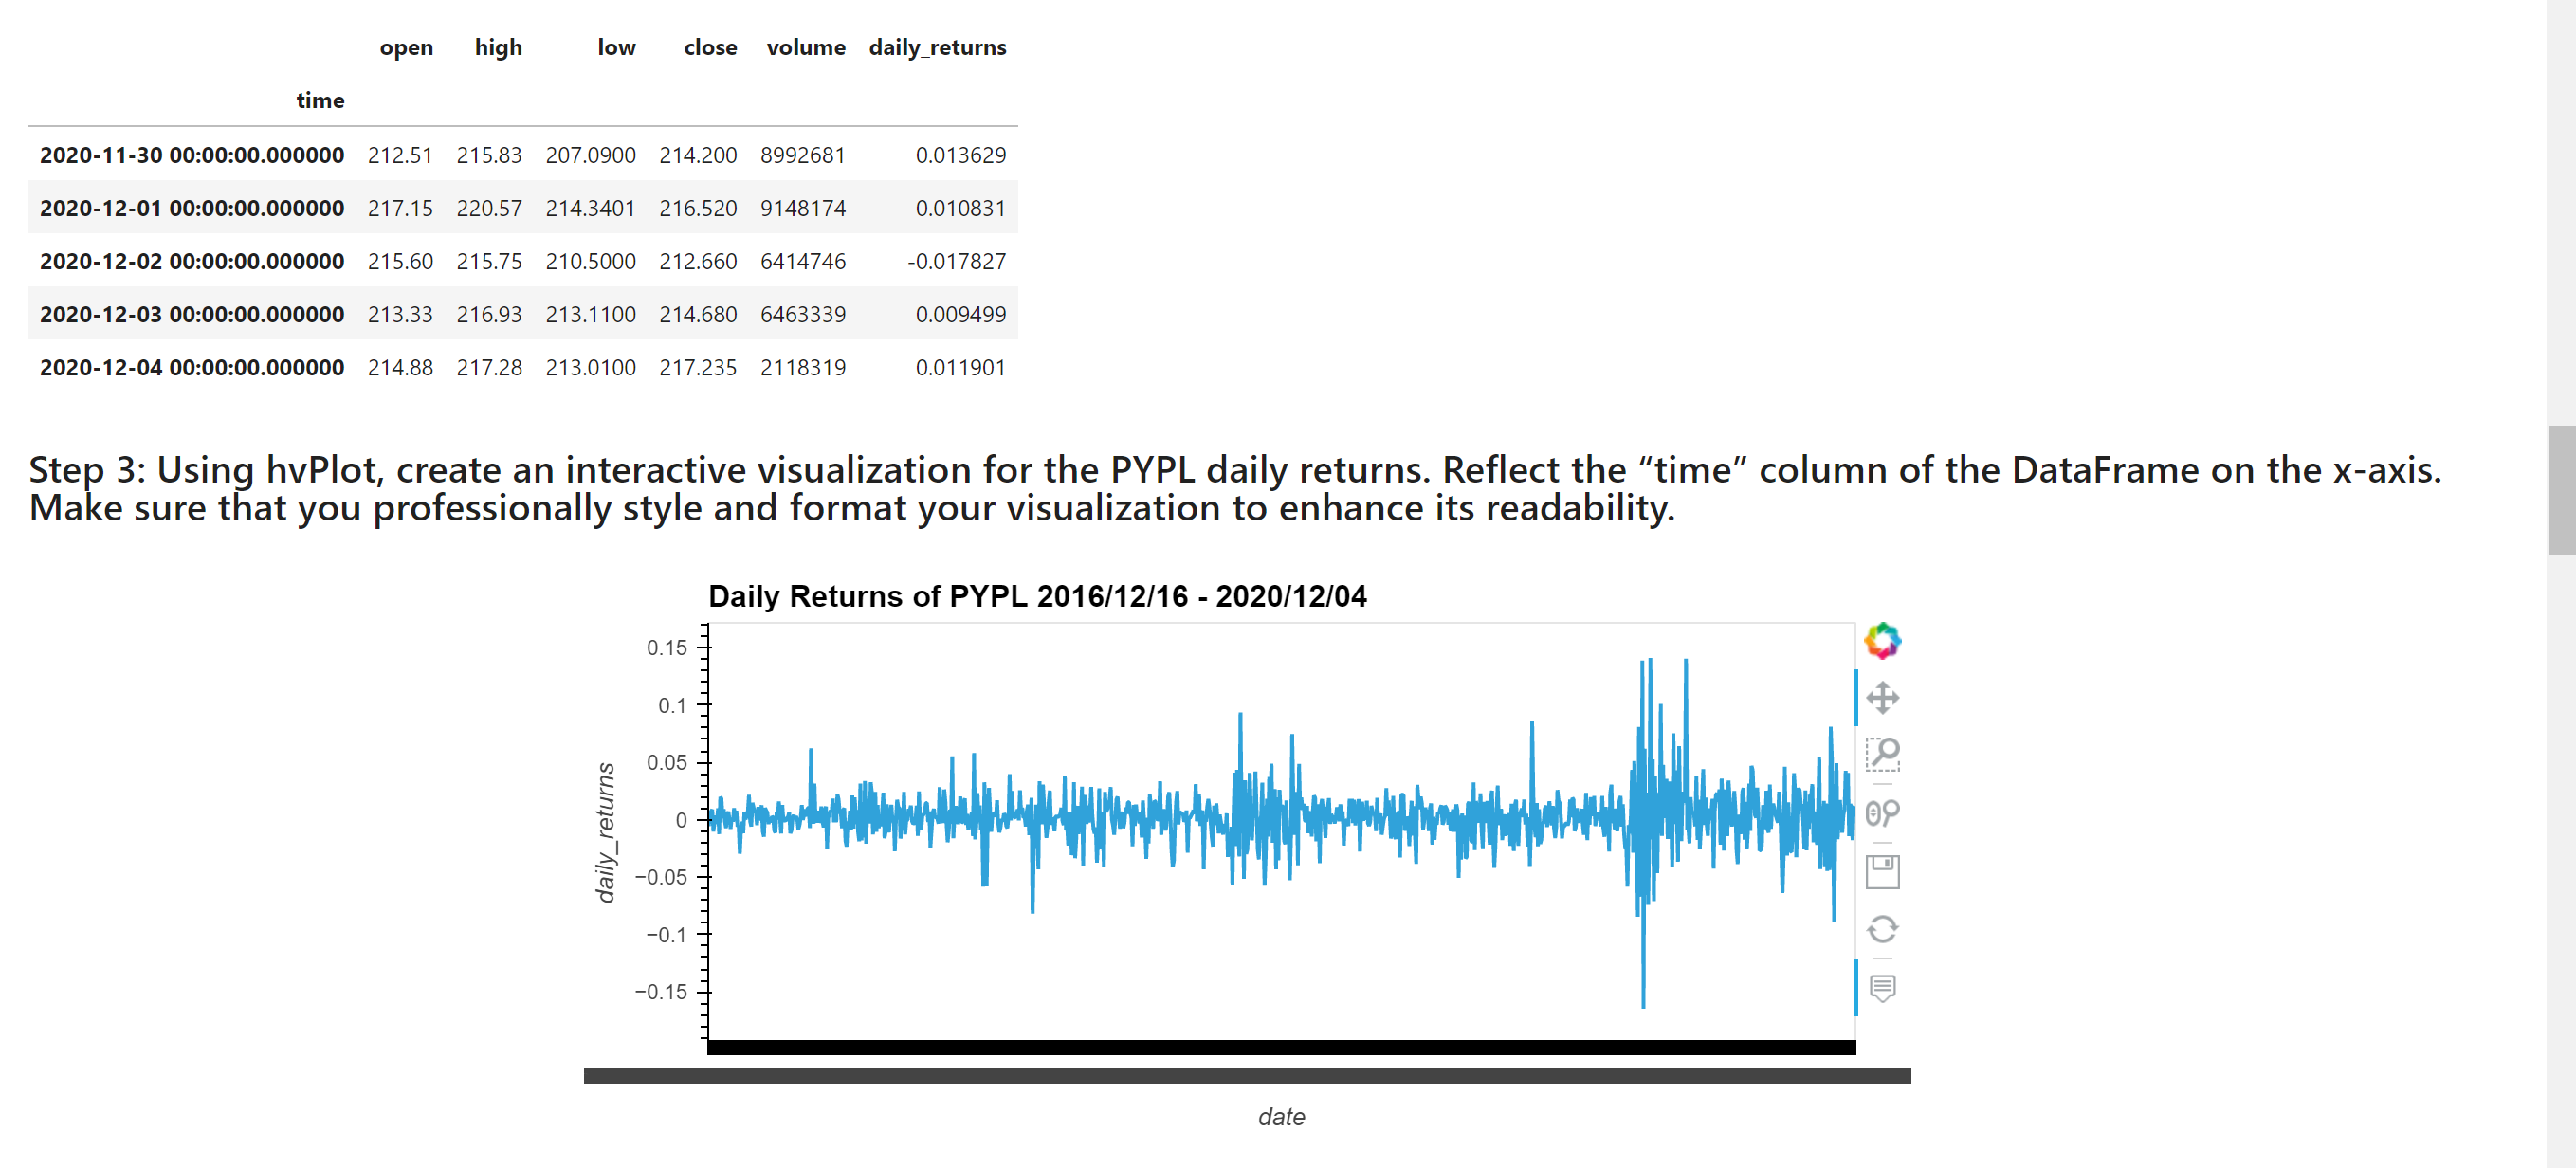 open high low close volume daily_returns
time
2020-11-30 00:00:00.000000 212.51 215.83 207.0900 214.200 8992681 0.013629
2020-12-01 00:00:00.000000 217.15 220.57 214.3401 216.520 9148174 0.010831
2020-12-02 00:00:00.000000 215.60 215.75 210.5000 212.660 6414746 -0.017827
2020-12-03 00:00:00.000000 213.33 216.93 213.1100 214.680 6463339 0.009499
2020-12-04 00:00:00.000000 214.88 217.28 213.0100 217.235 2118319 0.011901
Step 3: Using hvPlot, create an interactive visualization for the PYPL daily returns. Reflect the “time” column of the DataFrame on the x-axis.
Make sure that you professionally style and format your visualization to enhance its readability.
Daily Returns of PYPL 2016/12/16 - 2020/12/04
0.15
0.1
0.05
0
−0.05
−0.1
−0.15
daily_returns
date